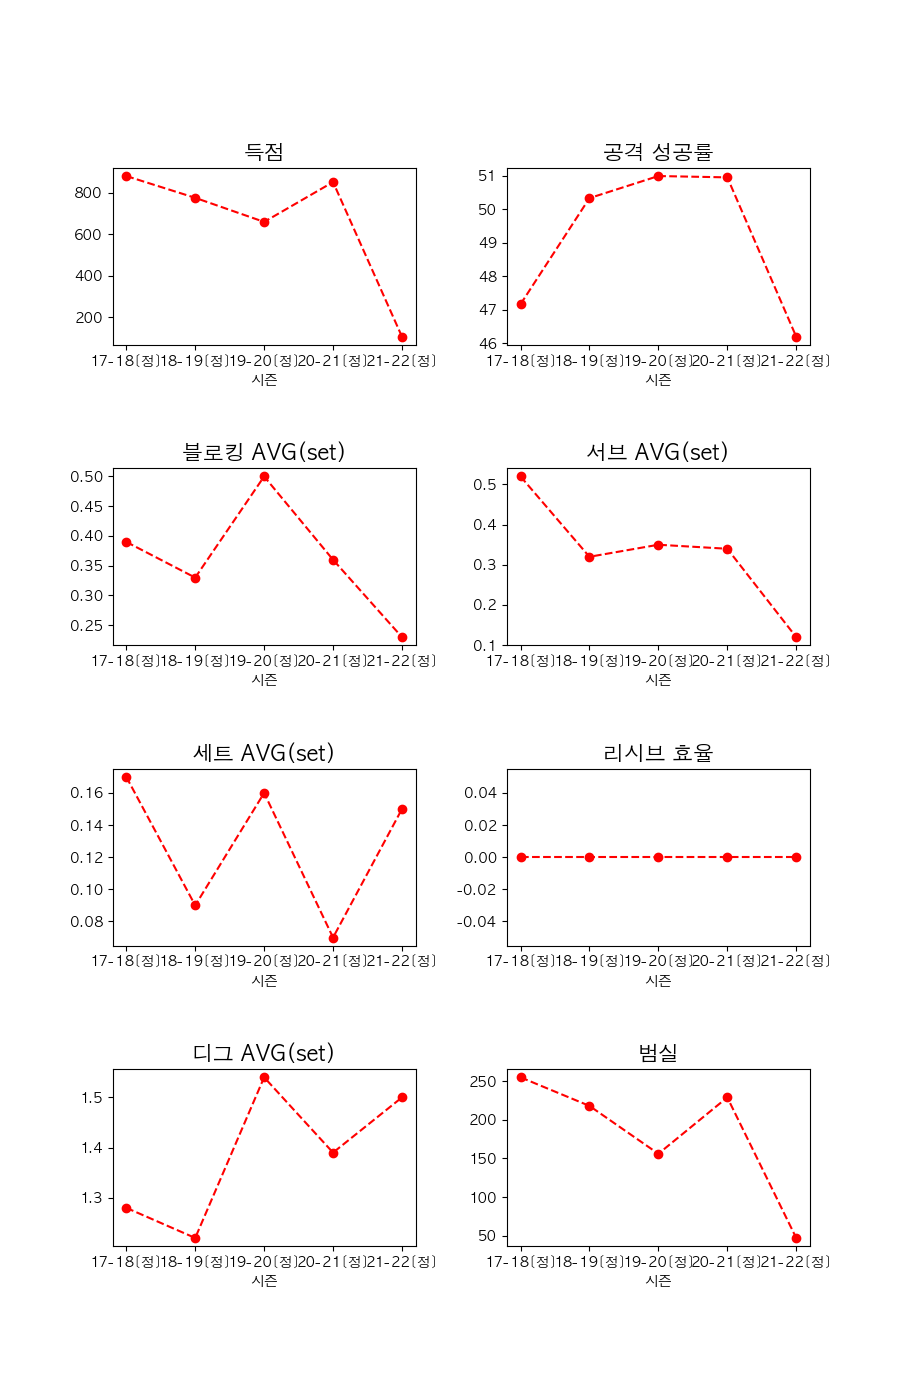 득점
800
600
400
200
17-18(정)18-19(정)19-20(정)20-21(정)21-22(정)
시즌
공격 성공률
51
50
49
48
47
46
17-18(정)18-19(정)19-20(정)20-21(정)21-22(정)
시즌
블로킹 AVG(set)
0.50
0.45
0.40
0.35
0.30
0.25
17-18(정)18-19(정)19-20(정)20-21(정)21-22(정)
시즌
서브 AVG(set)
0.5
0.4
0.3
0.2
0.1
17-18(정)18-19(정)19-20(정)20-21(정)21-22(정)
시즌
세트 AVG(set)
0.16
0.14
0.12
0.10
0.08
17-18(정)18-19(정)19-20(정)20-21(정)21-22(정)
시즌
리시브 효율
0.04
0.02
0.00
-0.02
-0.04
17-18(정)18-19(정)19-20(정)20-21(정)21-22(정)
시즌
디그 AVG(set)
1.5
1.4
1.3
17-18(정)18-19(정)19-20(정)20-21(정)21-22(정)
시즌
범실
250
200
150
100
50
17-18(정)18-19(정)19-20(정)20-21(정)21-22(정)
시즌